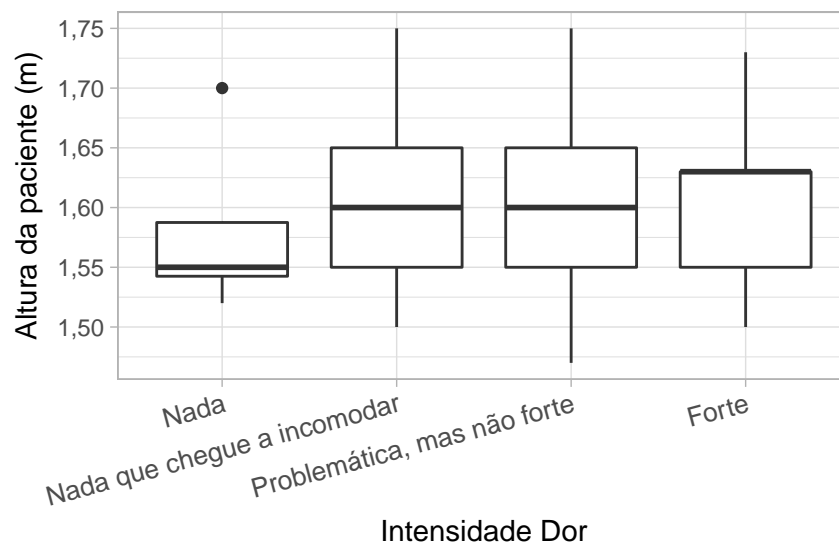 Altura da paciente (m)
1,75
1,70
1,65
1,60
1,55
1,50
Nada
Nada que chegue a incomodar
Problemática, mas não forte
Forte
Intensidade Dor